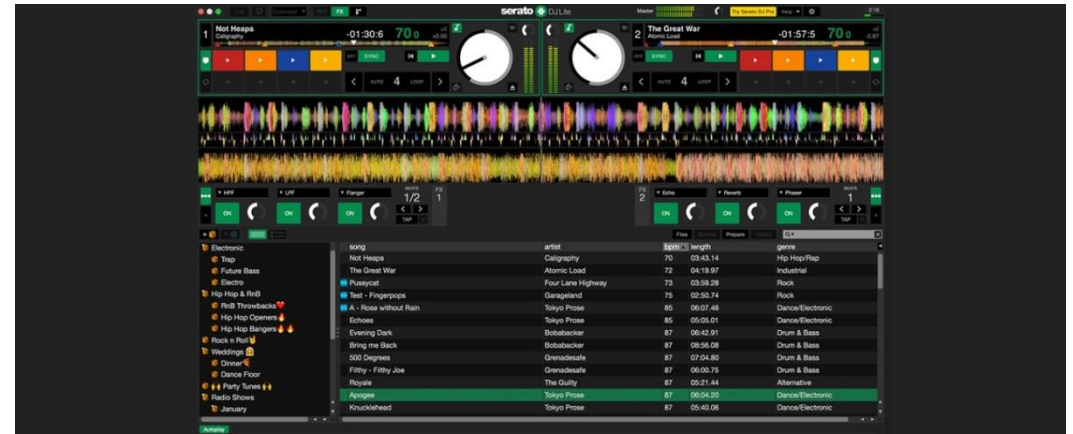 FX
serato DJ Lite
Master
Try Serato DJ Pro
Help
2:16
1 Not Heaps
Caligraphy
-01:30:6 70 0
+0.00
2 The Great War
Atomic Load
-01:57:5 70 0
-2.87
OFF SYNC
AUTO 4 LOOP
OFF SYNC
AUTO 4 LOOP
HPF LPF Flanger BEATS 1/2 FX 1
ON ON ON TAP
FX 2 Echo Reverb Phaser BEATS 1
ON ON ON TAP
Files Browse Prepare History
Electronic
Trap
Future Bass
Electro
Hip Hop & RnB
RnB Throwbacks❤️
Hip Hop Openers🔥
Hip Hop Bangers🔥🔥
Rock n Roll🤘
Weddings 👰
Dinner🍕
Dance Floor
🙌 Party Tunes 🙌
Radio Shows
January
song artist bpm length genre
Not Heaps Caligraphy 70 03:43.14 Hip Hop/Rap
The Great War Atomic Load 72 04:19.97 Industrial
Pussycat Four Lane Highway 73 03:59.28 Rock
Test - Fingerpops Garageland 75 02:50.74 Rock
A - Rose without Rain Tokyo Prose 85 06:07.46 Dance/Electronic
Echoes Tokyo Prose 85 05:05.01 Dance/Electronic
Evening Dark Bobabacker 87 06:42.91 Drum & Bass
Bring me Back Bobabacker 87 08:56.08 Drum & Bass
500 Degrees Grenadesafe 87 07:04.80 Drum & Bass
Filthy - Filthy Joe Grenadesafe 87 06:00.75 Drum & Bass
Royale The Guilty 87 05:21.44 Alternative
Apogee Tokyo Prose 87 06:04.20 Dance/Electronic
Knucklehead Tokyo Prose 87 05:40.06 Dance/Electronic
Autoplay